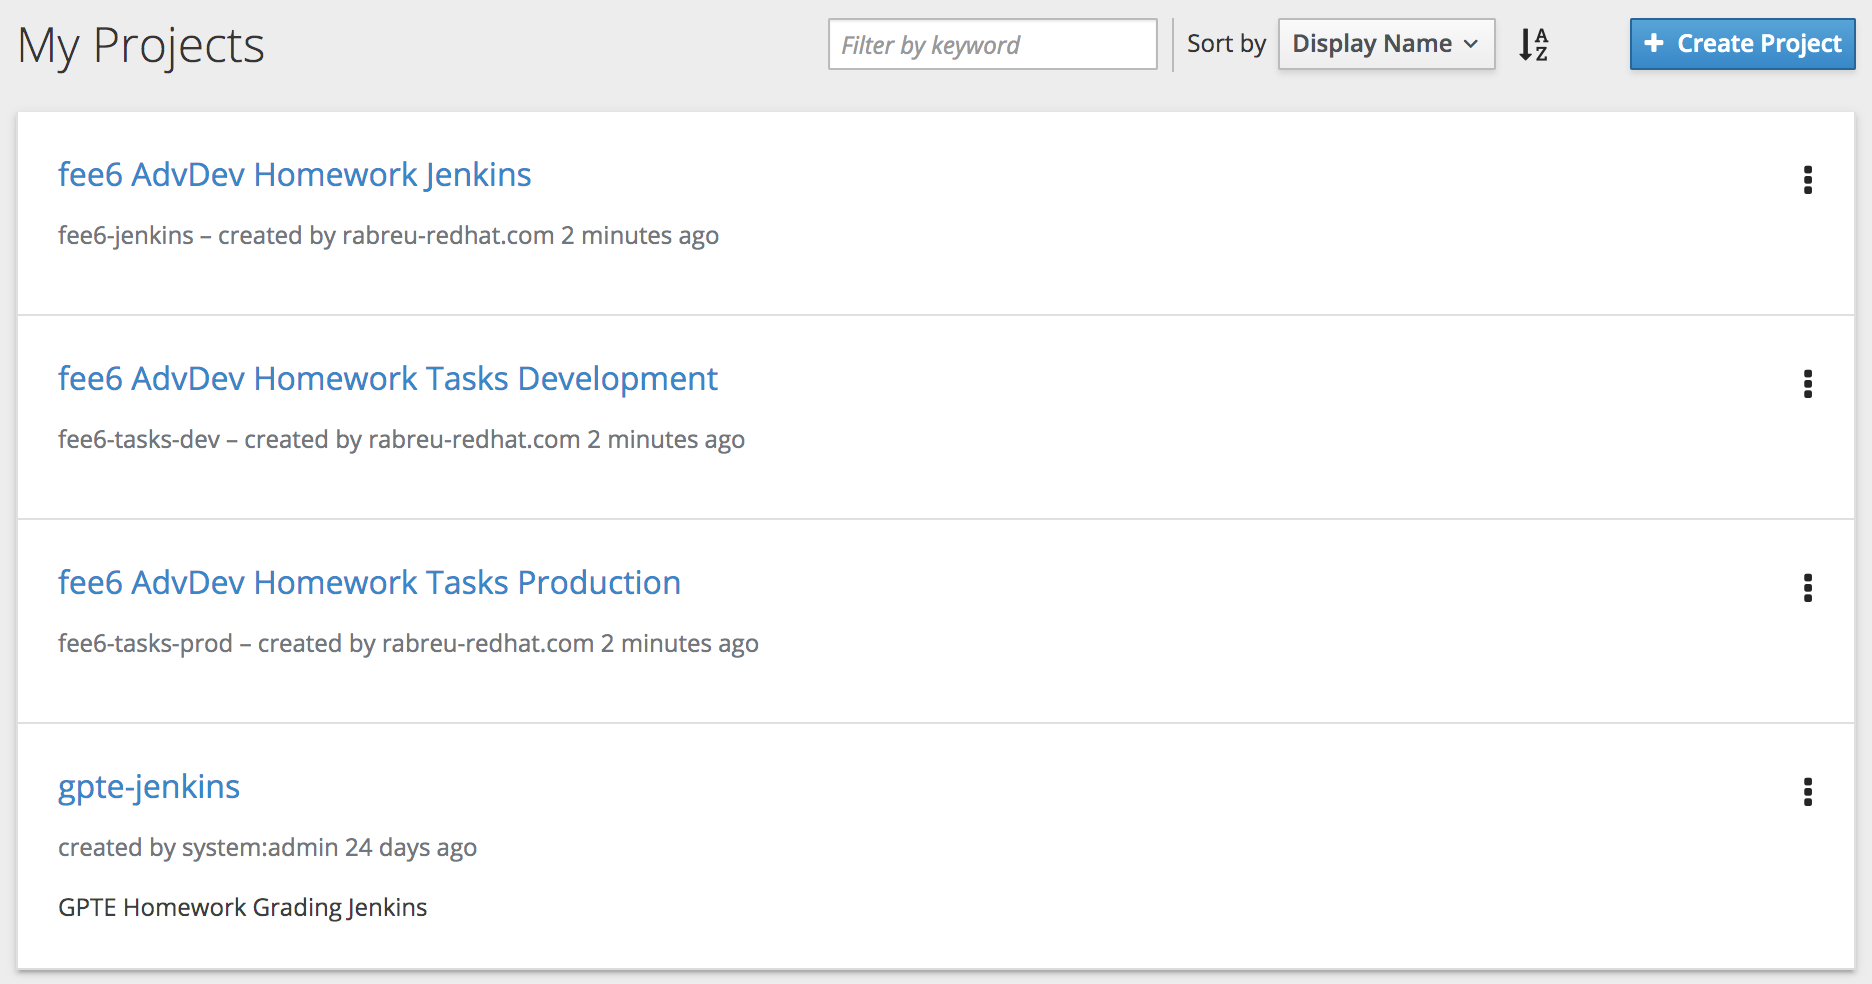 My Projects
Filter by keyword
Sort by
Display Name
A
Z
+ Create Project
fee6 AdvDev Homework Jenkins
fee6-jenkins – created by rabreu-redhat.com 2 minutes ago
fee6 AdvDev Homework Tasks Development
fee6-tasks-dev – created by rabreu-redhat.com 2 minutes ago
fee6 AdvDev Homework Tasks Production
fee6-tasks-prod – created by rabreu-redhat.com 2 minutes ago
gpte-jenkins
created by system:admin 24 days ago
GPTE Homework Grading Jenkins